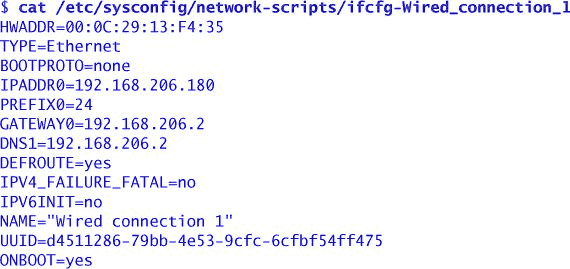 $ cat /etc/sysconfig/network-scripts/ifcfg-Wired_connection_1
HWADDR=00:0C:29:13:F4:35
TYPE=Ethernet
BOOTPROTO=none
IPADDR0=192.168.206.180
PREFIX0=24
GATEWAY0=192.168.206.2
DNS1=192.168.206.2
DEFROUTE=yes
IPV4_FAILURE_FATAL=no
IPV6INIT=no
NAME="Wired connection 1"
UUID=d4511286-79bb-4e53-9cfc-6cfbf54ff475
ONBOOT=yes